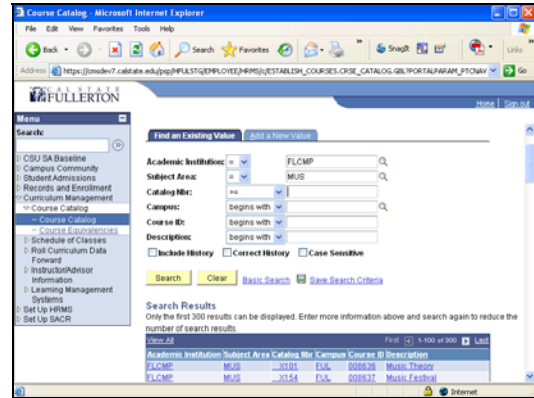 Course Catalog - Microsoft Internet Explorer
File Edit View Favorites Tools Help
Back Search Favorites SnagIt Links
Address https://cmsdev7.calstate.edu/psp/HFULSTG/EMPLOYEE/HRMS/c/ESTABLISH_COURSES.CRSE_CATALOG.GBL?PORTALPARAM_PTCNAV Go
CAL STATE
FULLERTON
Home Sign out
Menu
Search:
CSU SA Baseline
Campus Community
Student Admissions
Records and Enrollment
Curriculum Management
Course Catalog
- Course Catalog
- Course Equivalencies
Schedule of Classes
Roll Curriculum Data
Forward
Instructor/Advisor
Information
Learning Management
Systems
Set Up HRMS
Set Up SACR
Find an Existing Value Add a New Value
Academic Institution: = FLCMP
Subject Area: = MUS
Catalog Nbr: >=
Campus: begins with
Course ID: begins with
Description: begins with
Include History Correct History Case Sensitive
Search Clear Basic Search Save Search Criteria
Search Results
Only the first 300 results can be displayed. Enter more information above and search again to reduce the
number of search results.
View All First 1-100 of 300 Last
Academic Institution Subject Area Catalog Nbr Campus Course ID Description
FLCMP MUS X101 FUL 008636 Music Theory
FLCMP MUS X154 FUL 008637 Music Festival
Internet